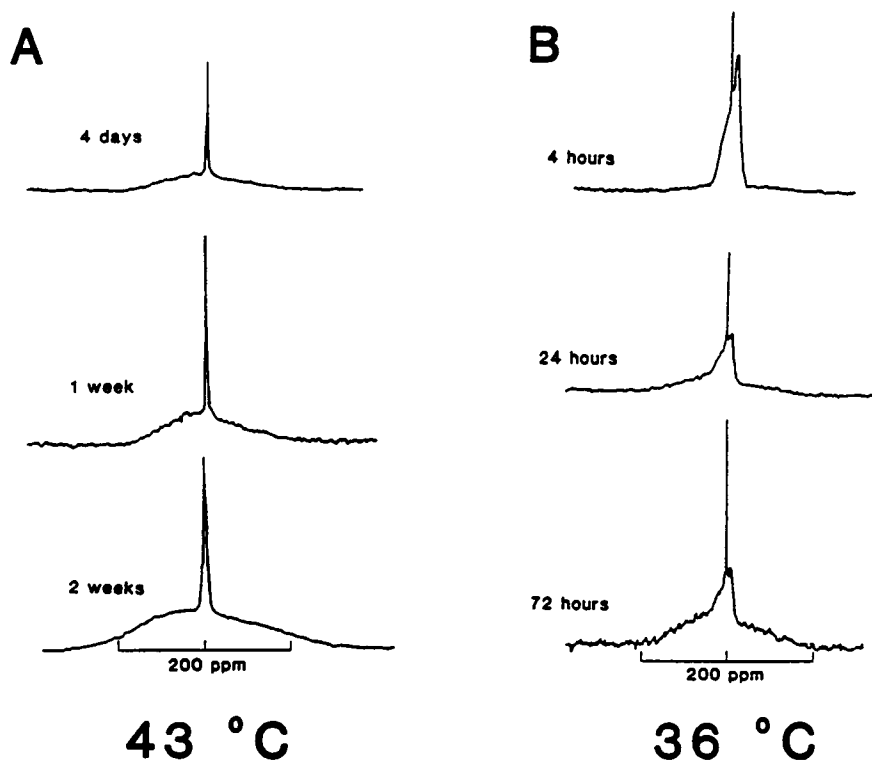 A
4 days
1 week
2 weeks
200 ppm
43 °C
B
4 hours
24 hours
72 hours
200 ppm
36 °C